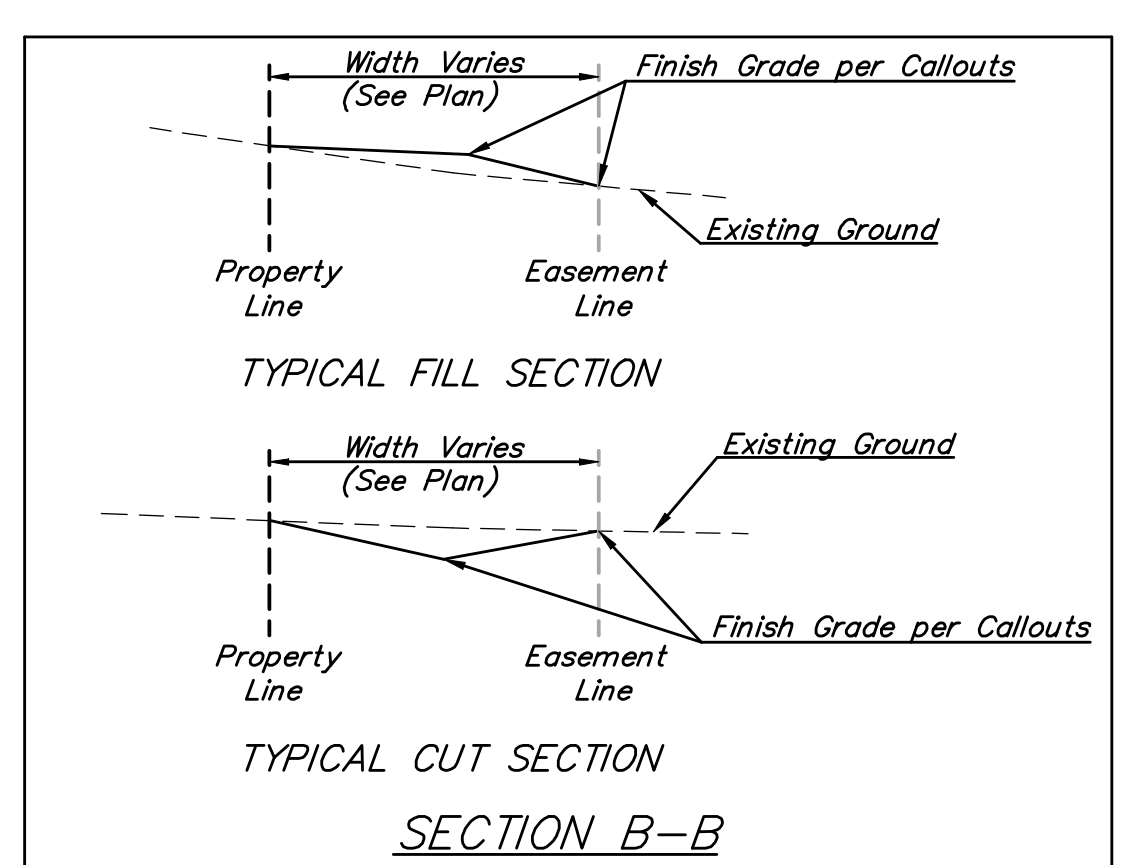 Width Varies
(See Plan)
Finish Grade per Callouts
Existing Ground
Property
Line
Easement
Line
TYPICAL FILL SECTION
Width Varies
(See Plan)
Existing Ground
Finish Grade per Callouts
Property
Line
Easement
Line
TYPICAL CUT SECTION
SECTION B-B